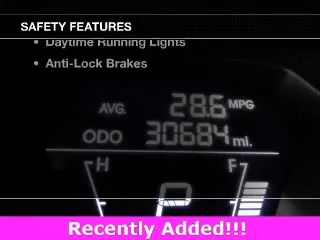 SAFETY FEATURES
• Daytime Running Lights
• Anti-Lock Brakes
AVG. 28.6 MPG
ODO 30684 mi.
H F
P
Recently Added!!!